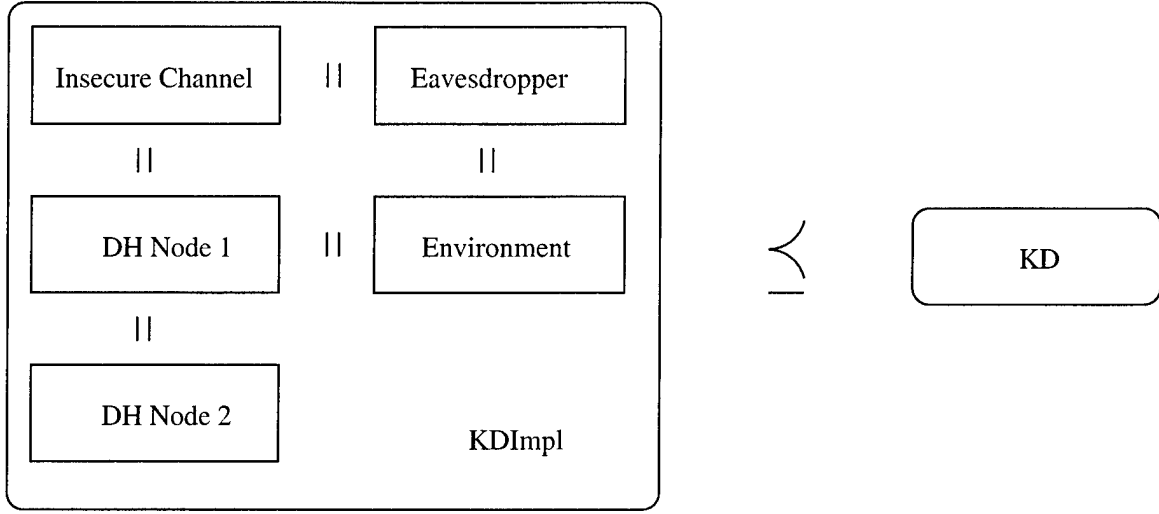 Insecure Channel || Eavesdropper
|| ||
DH Node 1 || Environment ⪯ KD
||
DH Node 2
KDImpl